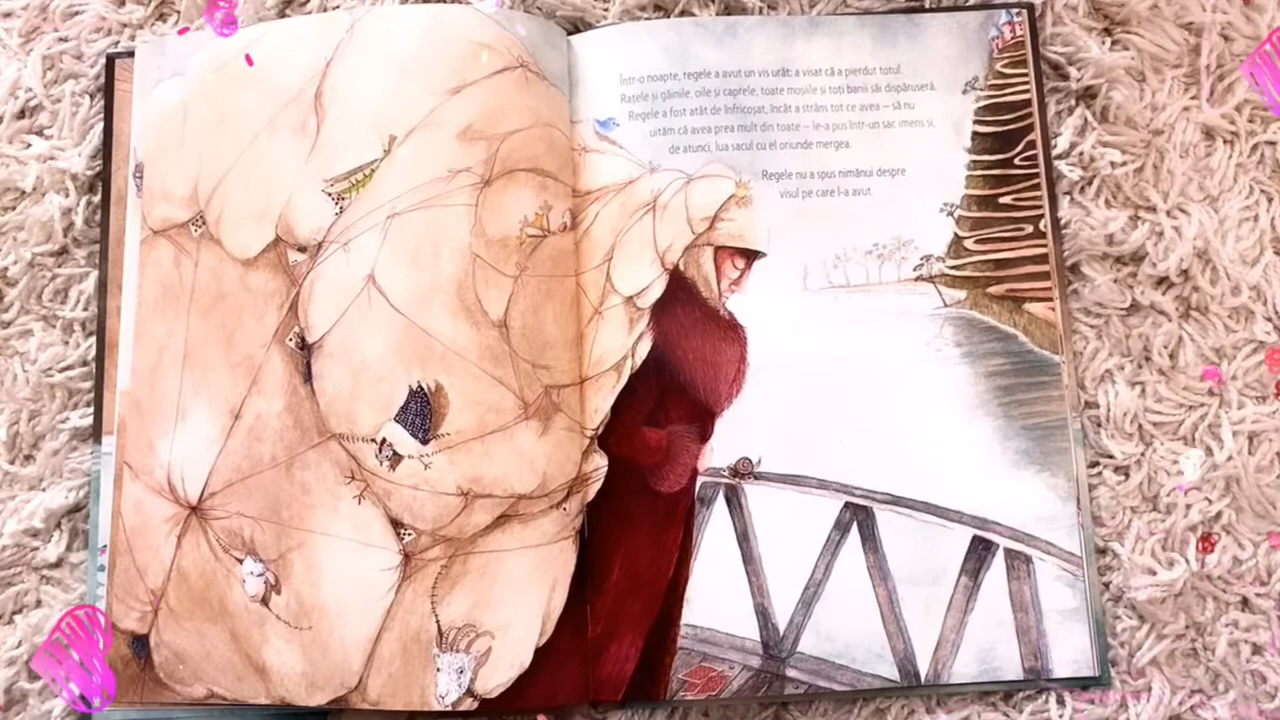 Într-o noapte, regele a avut un vis urât: a visat că a pierdut totul.
Rațele și găinile, oile și caprele, toate moșiile și toți banii săi dispăruseră.
Regele a fost atât de înfricoșat, încât a strâns tot ce avea – să nu
uităm că avea prea mult din toate – le-a pus într-un sac imens și,
de atunci, lua sacul cu el oriunde mergea.
Regele nu a spus nimănui despre
visul pe care l-a avut.